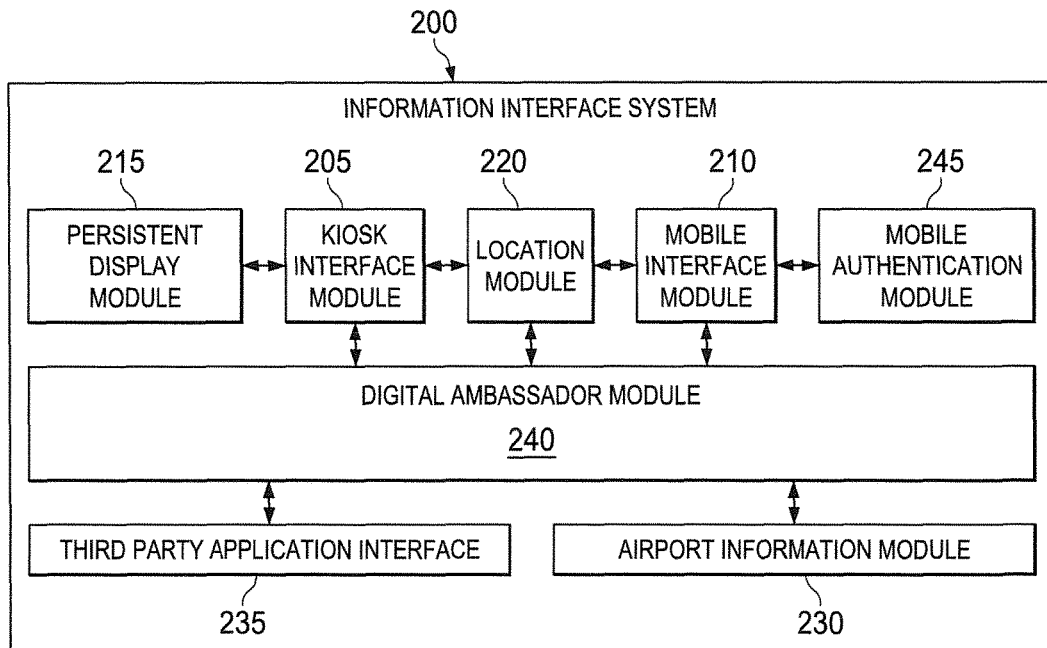 200
INFORMATION INTERFACE SYSTEM
215
205
220
210
245
PERSISTENT
DISPLAY
MODULE
KIOSK
INTERFACE
MODULE
LOCATION
MODULE
MOBILE
INTERFACE
MODULE
MOBILE
AUTHENTICATION
MODULE
DIGITAL AMBASSADOR MODULE
240
THIRD PARTY APPLICATION INTERFACE
AIRPORT INFORMATION MODULE
235
230